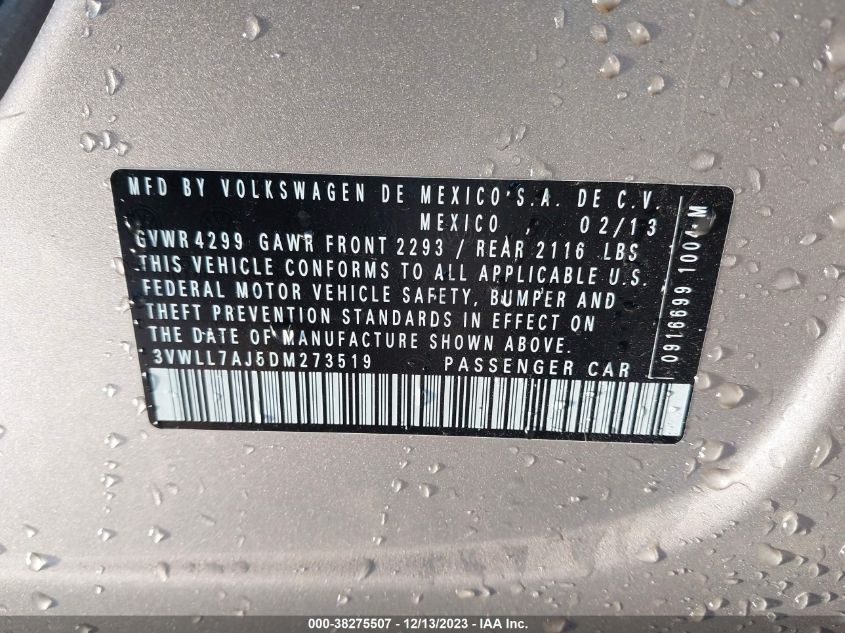 MFD BY VOLKSWAGEN DE MEXICO S.A. DE C.V.
MEXICO , 02/13
GVWR 4299 GAWR FRONT 2293 / REAR 2116 LBS
THIS VEHICLE CONFORMS TO ALL APPLICABLE U.S.
FEDERAL MOTOR VEHICLE SAFETY, BUMPER AND
THEFT PREVENTION STANDARDS IN EFFECT ON
THE DATE OF MANUFACTURE SHOWN ABOVE.
3VWLL7AJ5DM273519 PASSENGER CAR
0916699 1004-M
000-38275507 - 12/13/2023 - © IAA, Inc.